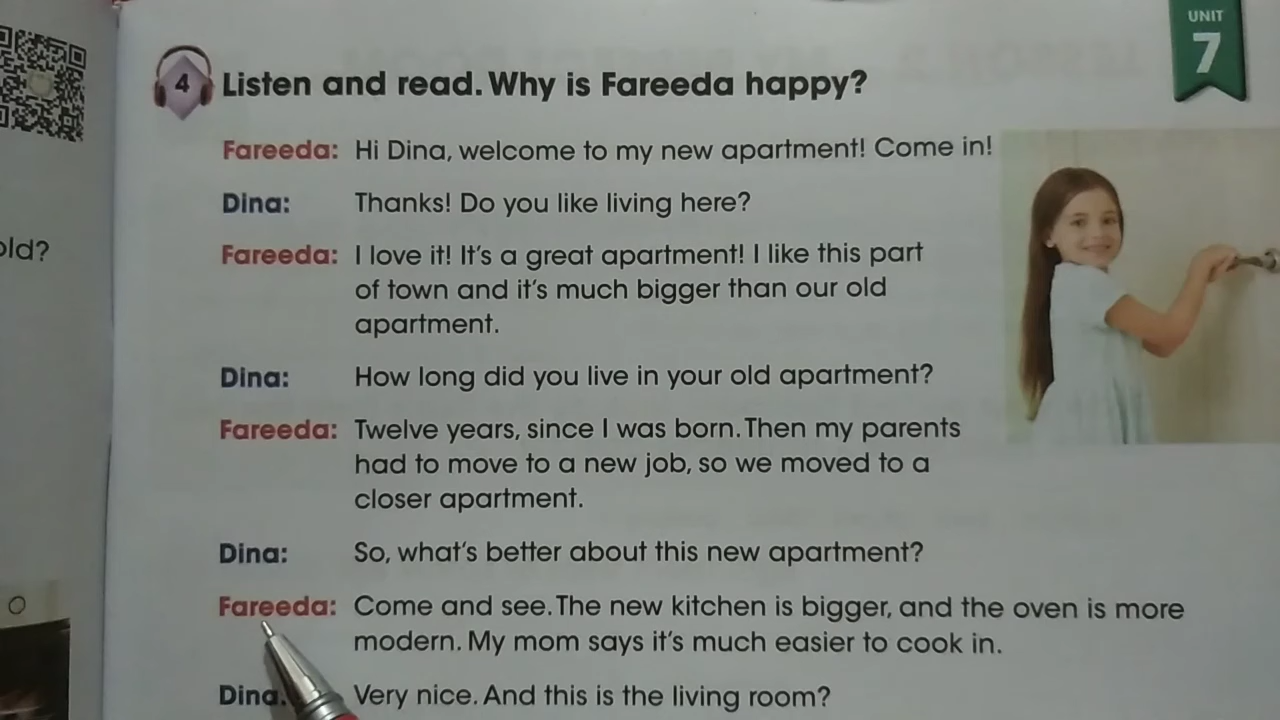 UNIT
7
4 Listen and read. Why is Fareeda happy?
Fareeda: Hi Dina, welcome to my new apartment! Come in!
Dina: Thanks! Do you like living here?
Fareeda: I love it! It's a great apartment! I like this part
of town and it's much bigger than our old
apartment.
old?
Dina: How long did you live in your old apartment?
Fareeda: Twelve years, since I was born. Then my parents
had to move to a new job, so we moved to a
closer apartment.
Dina: So, what's better about this new apartment?
Fareeda: Come and see. The new kitchen is bigger, and the oven is more
modern. My mom says it's much easier to cook in.
Dina: Very nice. And this is the living room?